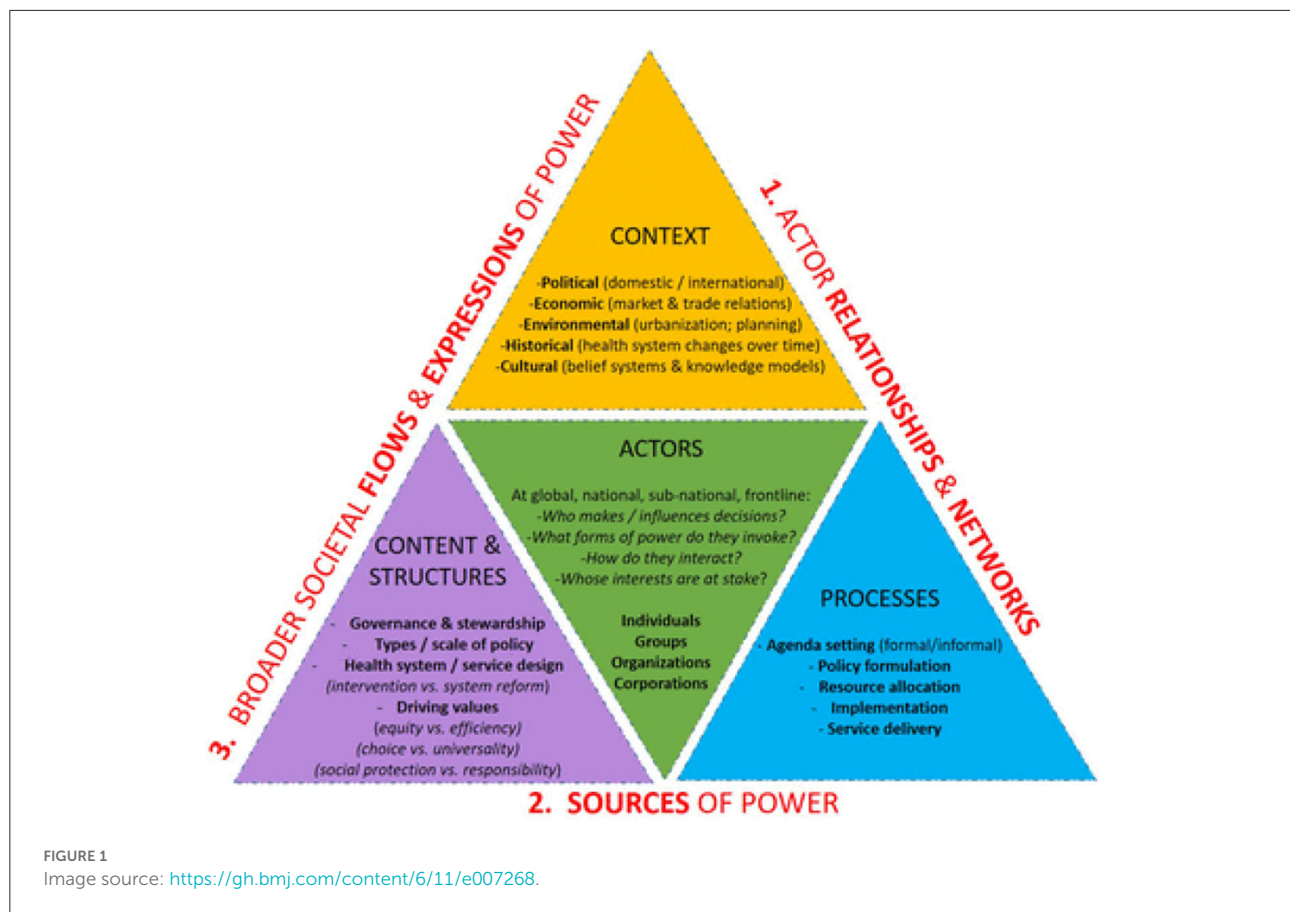 3. BROADER SOCIETAL FLOWS & EXPRESSIONS OF POWER
1. ACTOR RELATIONSHIPS & NETWORKS
CONTEXT
-Political (domestic / international)
-Economic (market & trade relations)
-Environmental (urbanization; planning)
-Historical (health system changes over time)
-Cultural (belief systems & knowledge models)
ACTORS
At global, national, sub-national, frontline:
-Who makes / influences decisions?
-What forms of power do they invoke?
-How do they interact?
-Whose interests are at stake?
Individuals
Groups
Organizations
Corporations
CONTENT &
STRUCTURES
- Governance & stewardship
- Types / scale of policy
- Health system / service design
(intervention vs. system reform)
- Driving values
(equity vs. efficiency)
(choice vs. universality)
(social protection vs. responsibility)
PROCESSES
- Agenda setting (formal/informal)
- Policy formulation
- Resource allocation
- Implementation
- Service delivery
2. SOURCES OF POWER
FIGURE 1
Image source: https://gh.bmj.com/content/6/11/e007268.